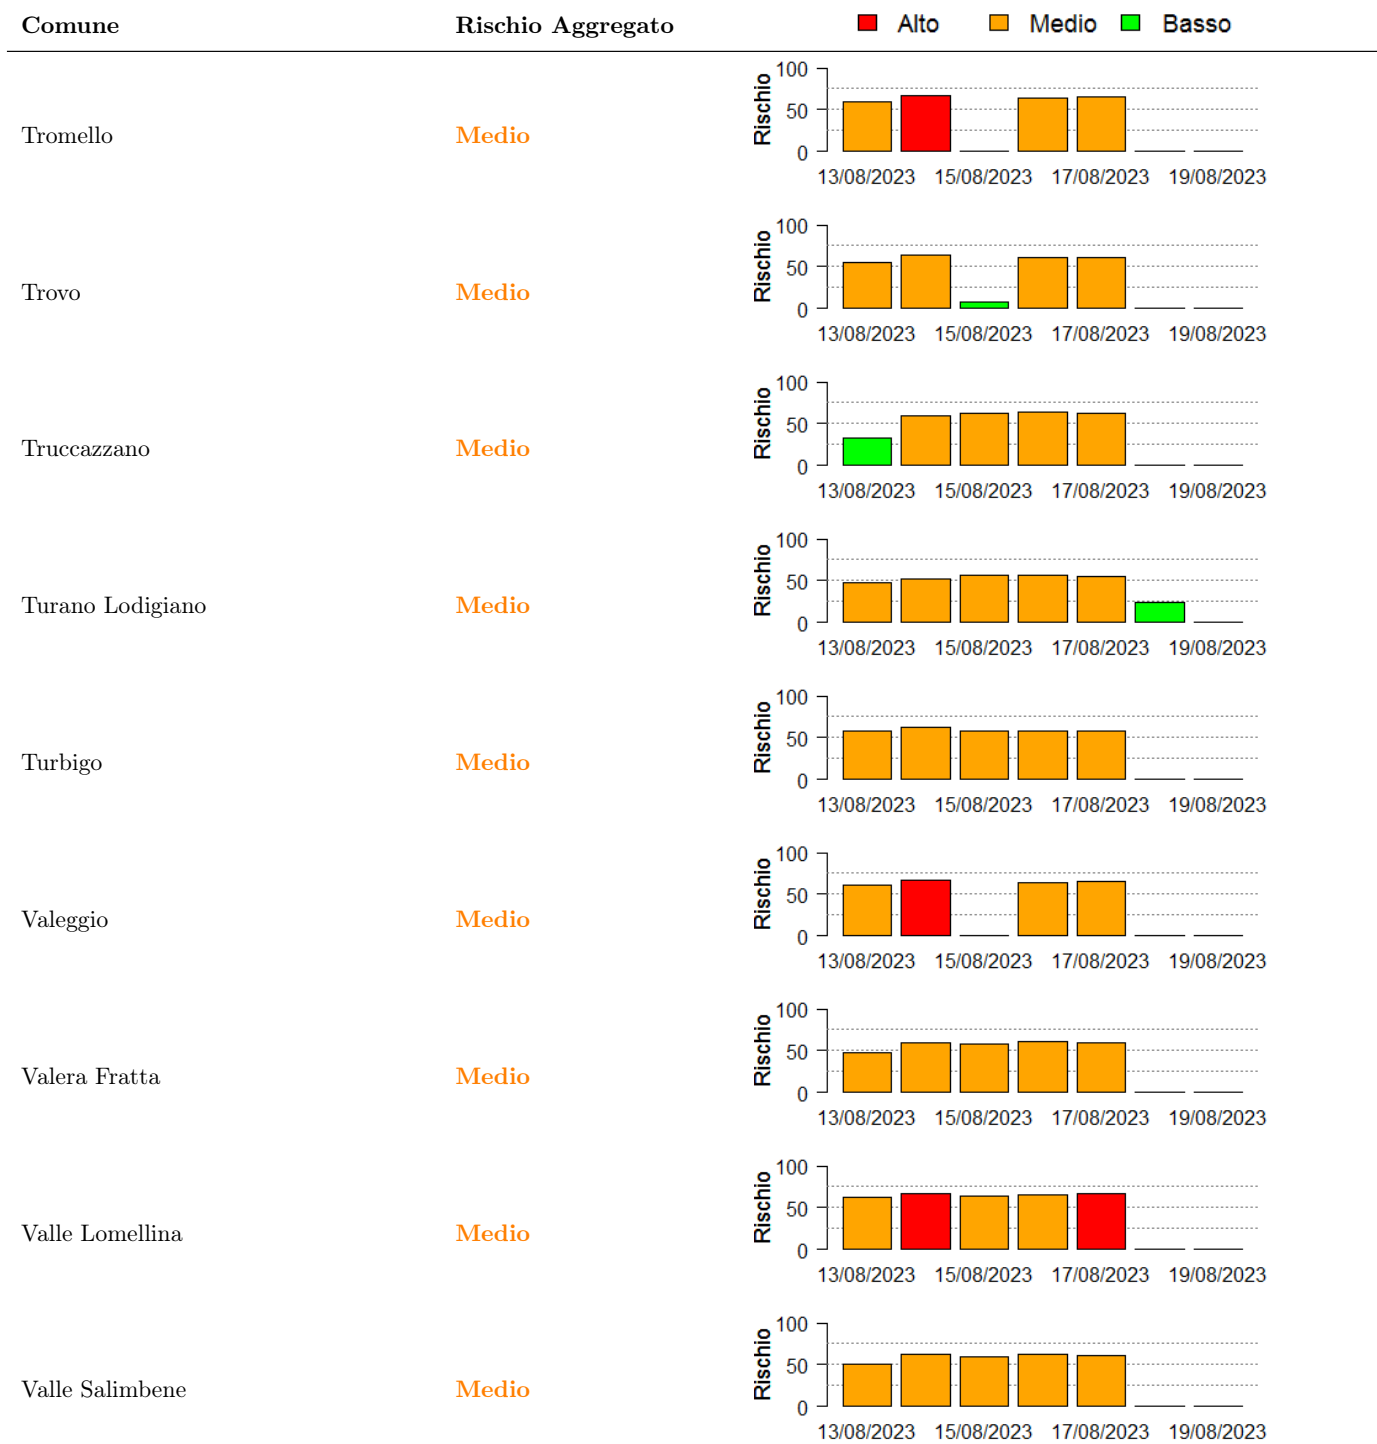 Comune Rischio Aggregato Alto Medio Basso
Tromello Medio Rischio 100 50 0
13/08/2023 15/08/2023 17/08/2023 19/08/2023
Trovo Medio Rischio 100 50 0
13/08/2023 15/08/2023 17/08/2023 19/08/2023
Truccazzano Medio Rischio 100 50 0
13/08/2023 15/08/2023 17/08/2023 19/08/2023
Turano Lodigiano Medio Rischio 100 50 0
13/08/2023 15/08/2023 17/08/2023 19/08/2023
Turbigo Medio Rischio 100 50 0
13/08/2023 15/08/2023 17/08/2023 19/08/2023
Valeggio Medio Rischio 100 50 0
13/08/2023 15/08/2023 17/08/2023 19/08/2023
Valera Fratta Medio Rischio 100 50 0
13/08/2023 15/08/2023 17/08/2023 19/08/2023
Valle Lomellina Medio Rischio 100 50 0
13/08/2023 15/08/2023 17/08/2023 19/08/2023
Valle Salimbene Medio Rischio 100 50 0
13/08/2023 15/08/2023 17/08/2023 19/08/2023